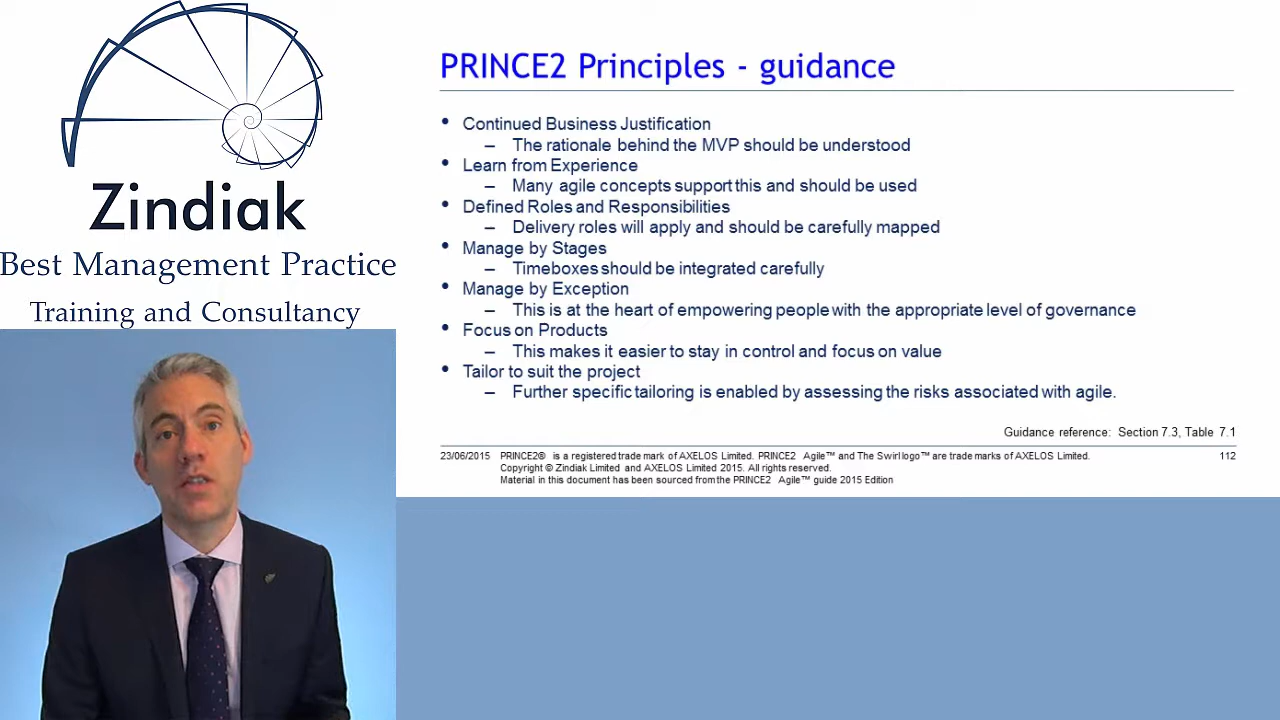 Zindiak
Best Management Practice
Training and Consultancy
PRINCE2 Principles - guidance
• Continued Business Justification
– The rationale behind the MVP should be understood
• Learn from Experience
– Many agile concepts support this and should be used
• Defined Roles and Responsibilities
– Delivery roles will apply and should be carefully mapped
• Manage by Stages
– Timeboxes should be integrated carefully
• Manage by Exception
– This is at the heart of empowering people with the appropriate level of governance
• Focus on Products
– This makes it easier to stay in control and focus on value
• Tailor to suit the project
– Further specific tailoring is enabled by assessing the risks associated with agile.
Guidance reference: Section 7.3, Table 7.1
23/06/2015 PRINCE2® is a registered trade mark of AXELOS Limited. PRINCE2 Agile™ and The Swirl logo™ are trade marks of AXELOS Limited. 112
Copyright © Zindiak Limited and AXELOS Limited 2015. All rights reserved.
Material in this document has been sourced from the PRINCE2 Agile™ guide 2015 Edition